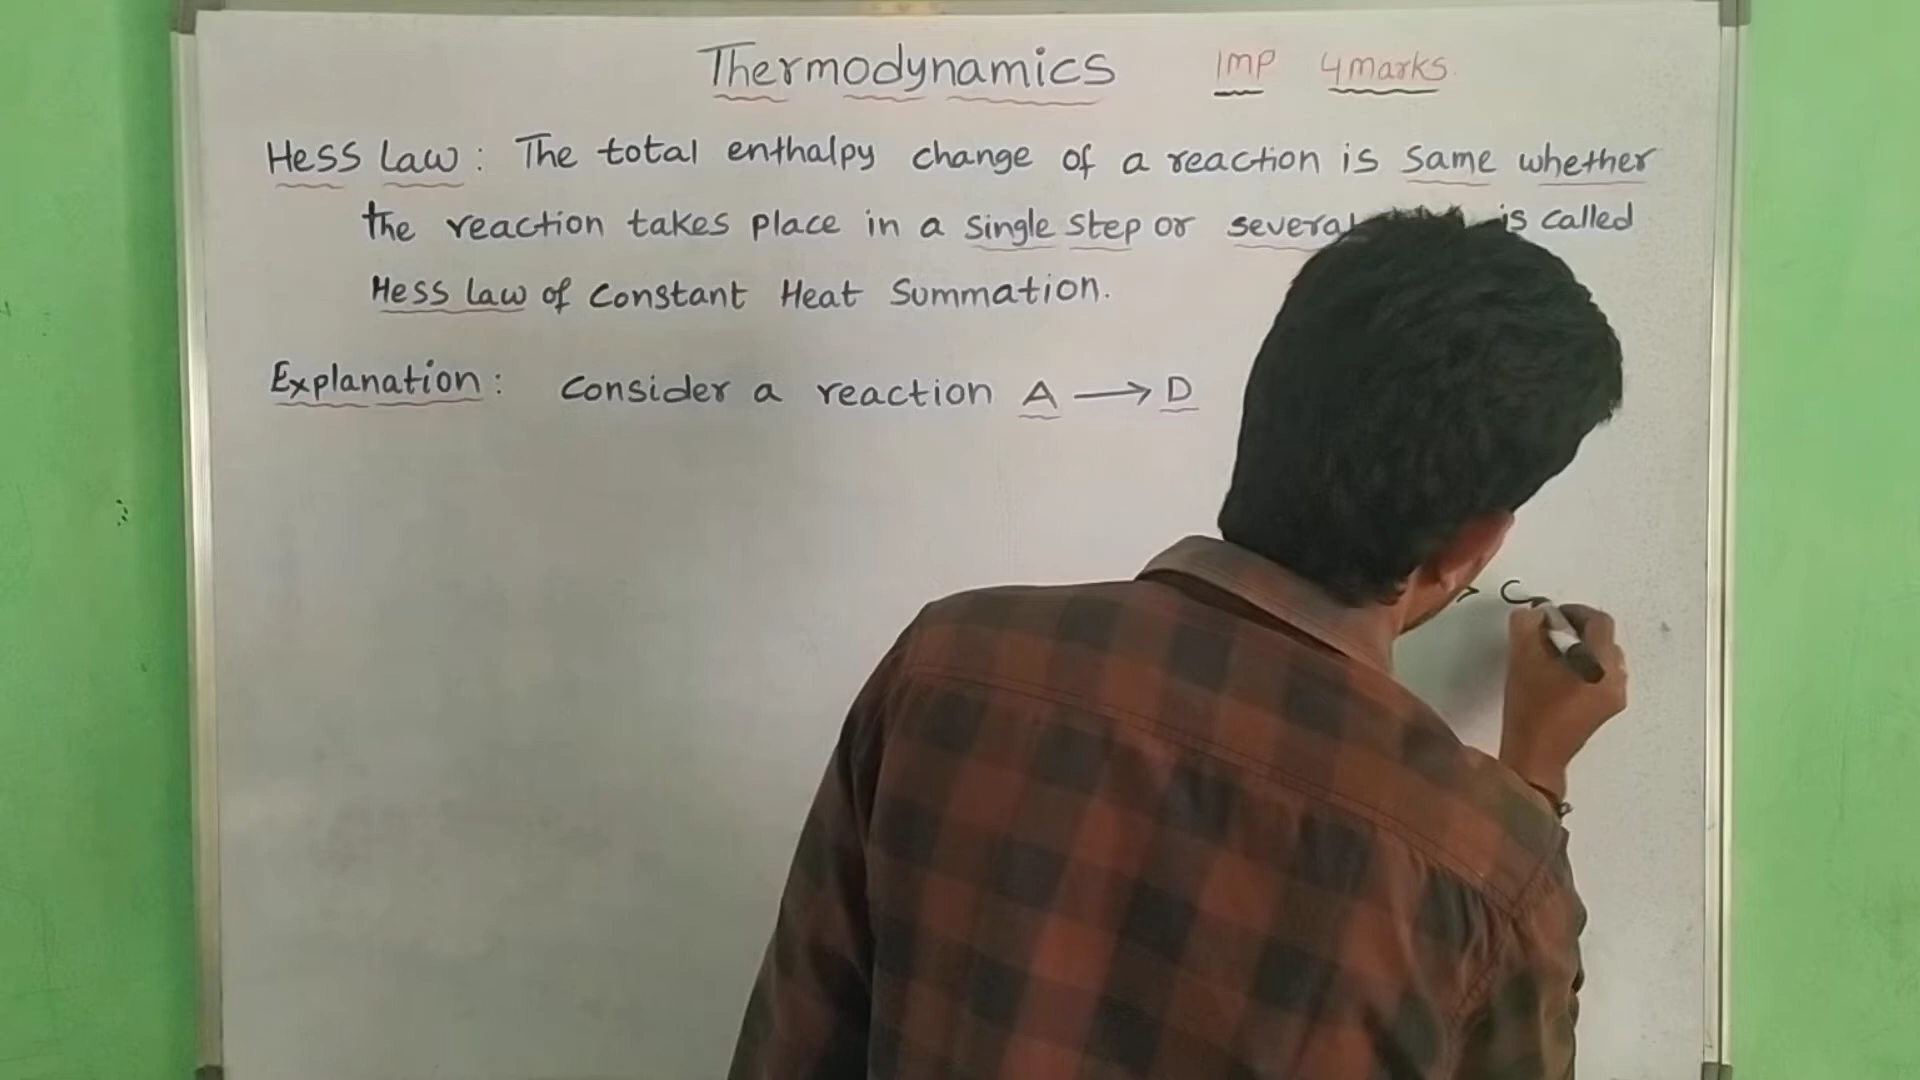 Thermodynamics IMP 4marks.
Hess Law: The total enthalpy change of a reaction is same whether
the reaction takes place in a single step or several is called
Hess law of constant Heat Summation.
Explanation: consider a reaction A ⟶ D
C